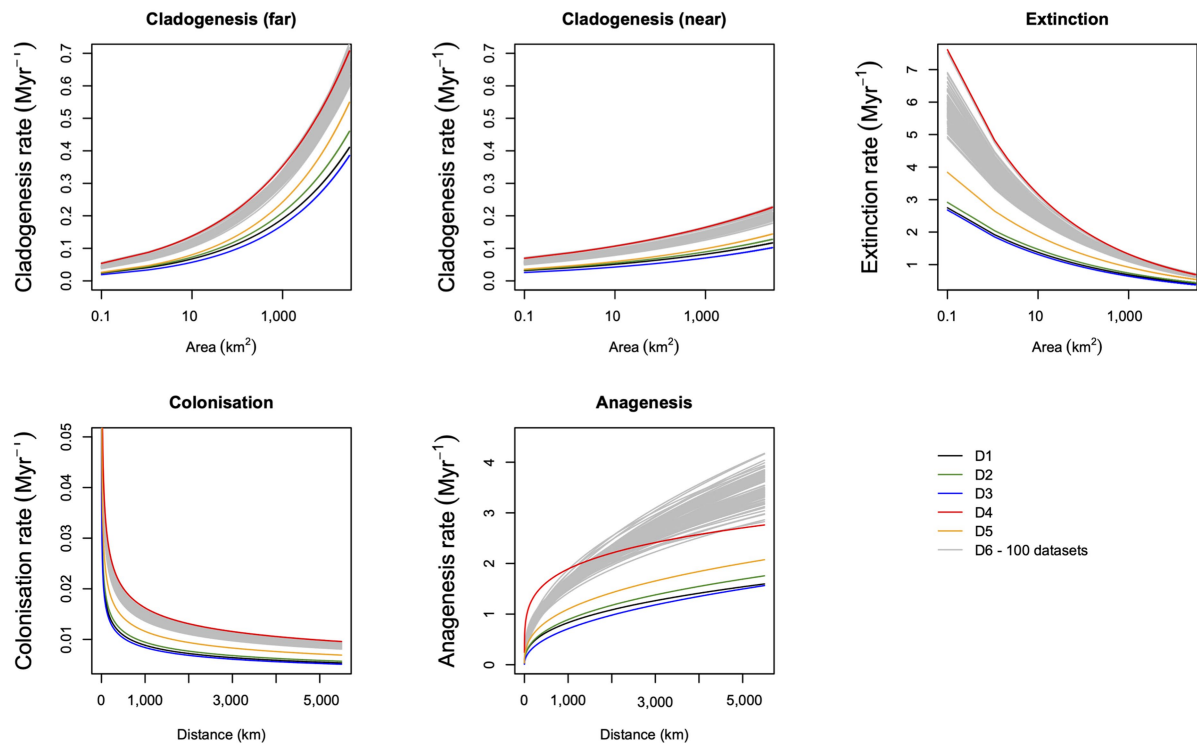 Cladogenesis (far)
Cladogenesis rate (Myr⁻¹)
0.7
0.6
0.5
0.4
0.3
0.2
0.1
0.0
0.1 10 1,000
Area (km²)
Cladogenesis (near)
Cladogenesis rate (Myr⁻¹)
0.7
0.6
0.5
0.4
0.3
0.2
0.1
0.0
0.1 10 1,000
Area (km²)
Extinction
Extinction rate (Myr⁻¹)
7
6
5
4
3
2
1
0.1 10 1,000
Area (km²)
Colonisation
Colonisation rate (Myr⁻¹)
0.05
0.04
0.03
0.02
0.01
0 1,000 3,000 5,000
Distance (km)
Anagenesis
Anagenesis rate (Myr⁻¹)
4
3
2
1
0
0 1,000 3,000 5,000
Distance (km)
D1
D2
D3
D4
D5
D6 - 100 datasets